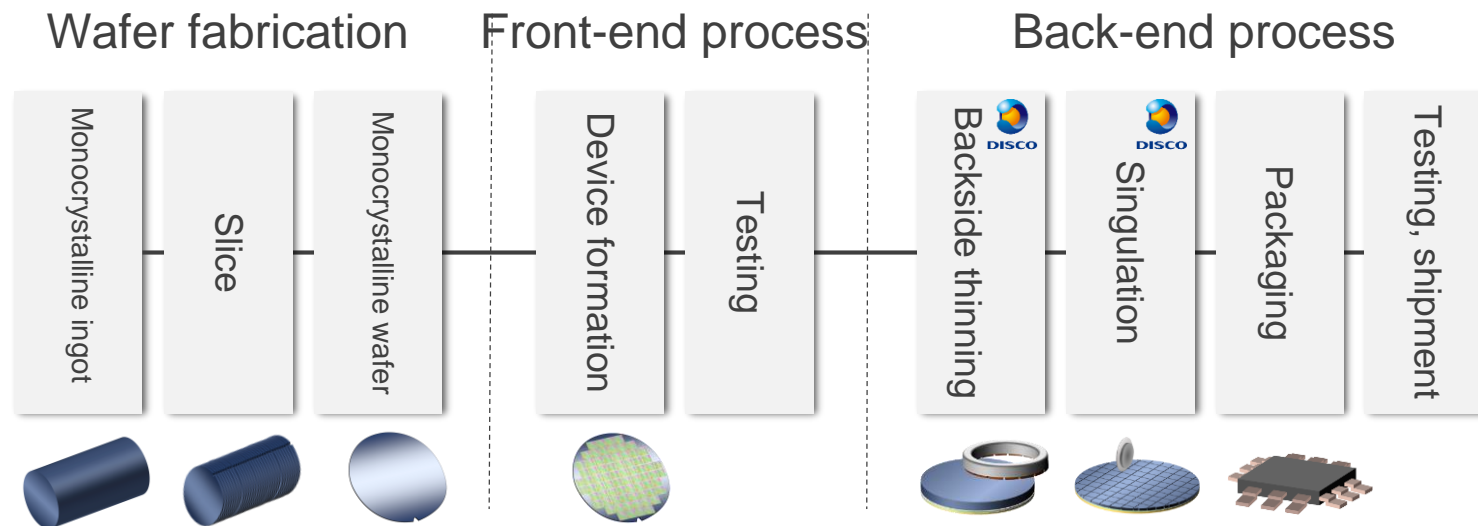 Wafer fabrication
Front-end process
Back-end process
Monocrystalline ingot
Slice
Monocrystalline wafer
Device formation
Testing
Backside thinning
DISCO
Singulation
DISCO
Packaging
Testing, shipment